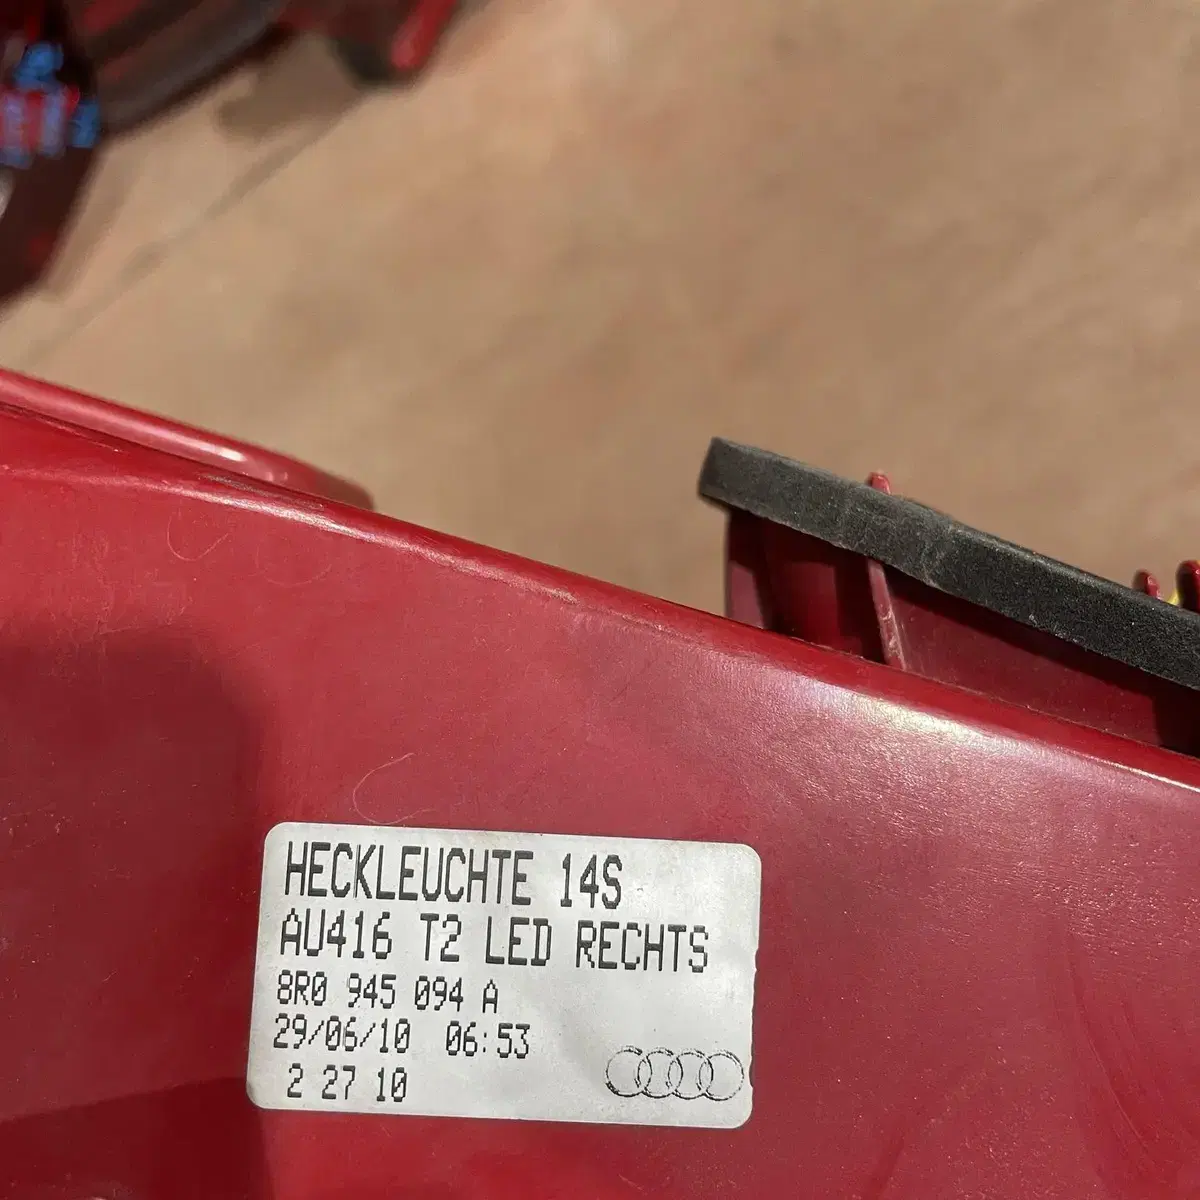 HECKLEUCHTE 14S
AU416 T2 LED RECHTS
8R0 945 094 A
29/06/10 06:53
2 27 10